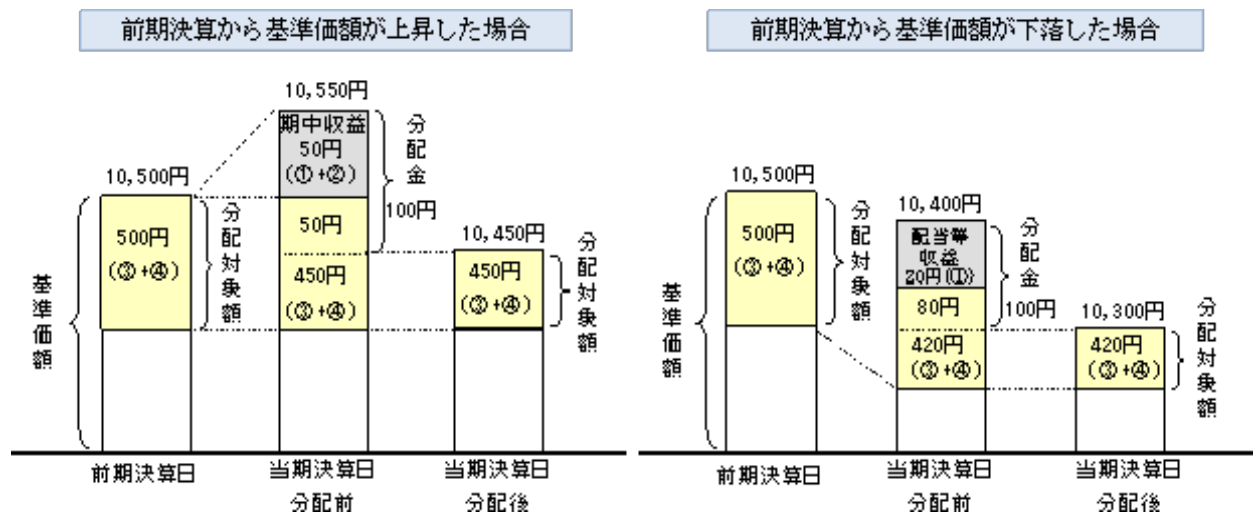 前期決算から基準価額が上昇した場合
10,550円
期中収益
50円
(①+②)
分配金
100円
10,500円
500円
(③+④)
分配対象額
50円
450円
(③+④)
10,450円
450円
(③+④)
分配対象額
基準価額
前期決算日
当期決算日
分配前
当期決算日
分配後
前期決算から基準価額が下落した場合
10,500円
500円
(③+④)
分配対象額
10,400円
配当等
収益
20円(①)
分配金
100円
80円
420円
(③+④)
10,300円
420円
(③+④)
分配対象額
基準価額
前期決算日
当期決算日
分配前
当期決算日
分配後